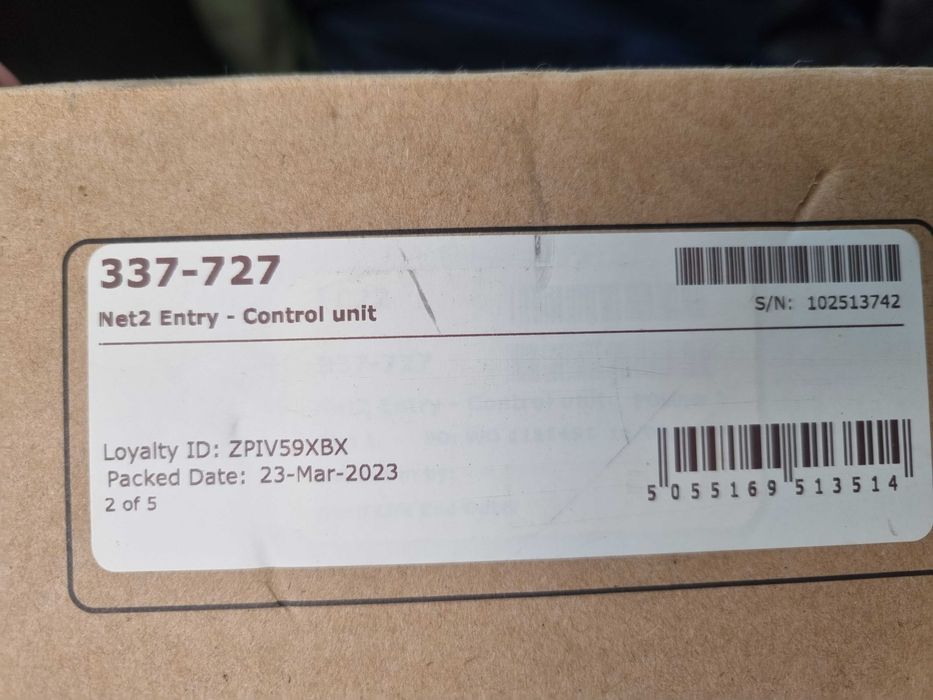 337-727
Net2 Entry - Control unit
S/N: 102513742
Loyalty ID: ZPIV59XBX
Packed Date: 23-Mar-2023
2 of 5
5 055169 513514